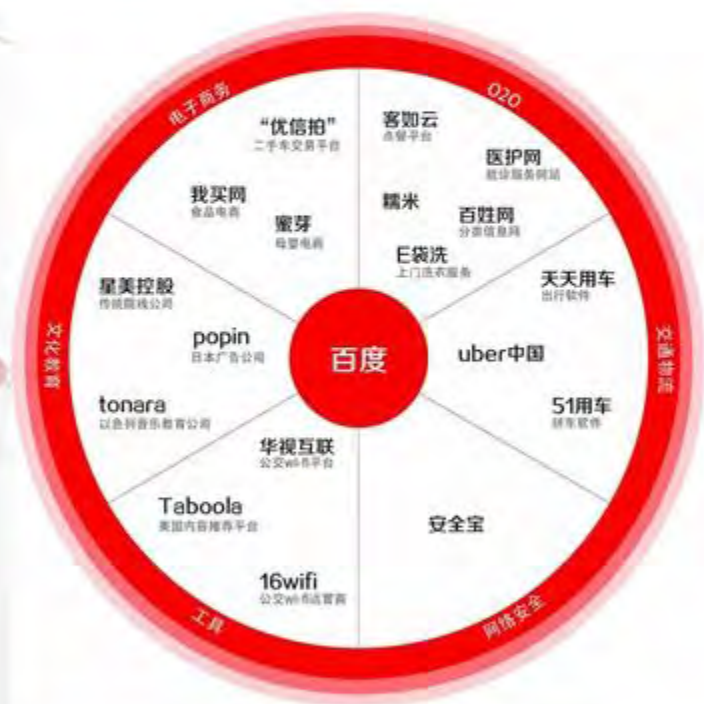 电子商务
“优信拍”
二手车交易平台
我买网
食品电商
蜜芽
母婴电商
O2O
客如云
点餐平台
医护网
就诊服务网站
糯米
百姓网
分类信息网
E袋洗
上门洗衣服务
交通物流
天天用车
出行软件
uber中国
51用车
拼车软件
网络安全
安全宝
工具
华视互联
公交wi-fi平台
Taboola
美国内容推荐平台
16wifi
公交wi-fi运营商
文化教育
星美控股
传统院线公司
popin
日本广告公司
tonara
以色列音乐教育公司
百度